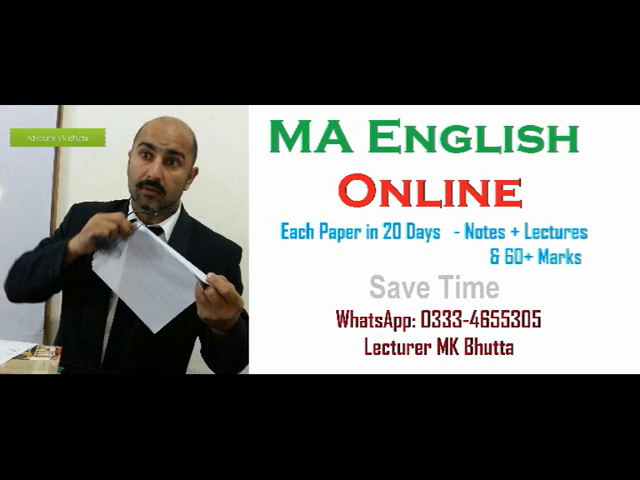 Advocate MK Bhutta
MA ENGLISH
ONLINE
Each Paper in 20 Days - Notes + Lectures
& 60+ Marks
Save Time
WhatsApp: 0333-4655305
Lecturer MK Bhutta